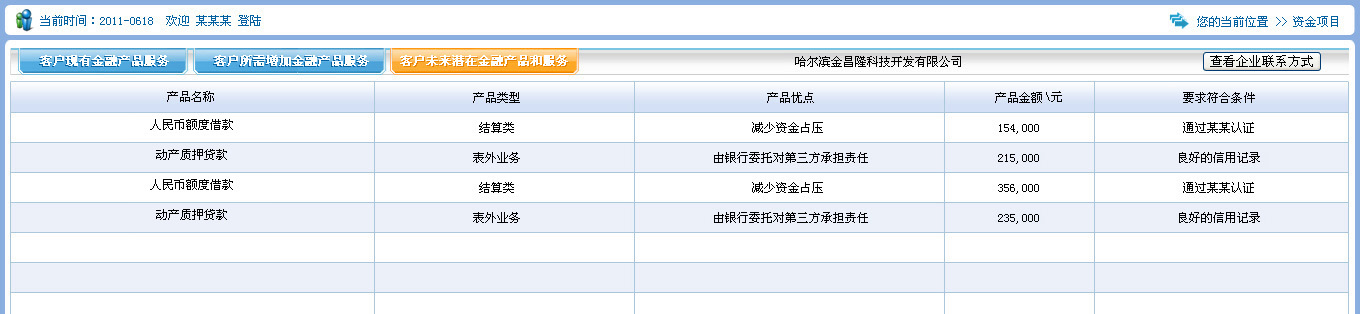 当前时间：2011-0618 欢迎 某某某 登陆 您的当前位置 >> 资金项目
客户现有金融产品服务 客户所需增加金融产品服务 客户未来潜在金融产品和服务 哈尔滨金昌隆科技开发有限公司 查看企业联系方式
产品名称 产品类型 产品优点 产品金额\元 要求符合条件
人民币额度借款 结算类 减少资金占压 154,000 通过某某认证
动产质押贷款 表外业务 由银行委托对第三方承担责任 215,000 良好的信用记录
人民币额度借款 结算类 减少资金占压 356,000 通过某某认证
动产质押贷款 表外业务 由银行委托对第三方承担责任 235,000 良好的信用记录